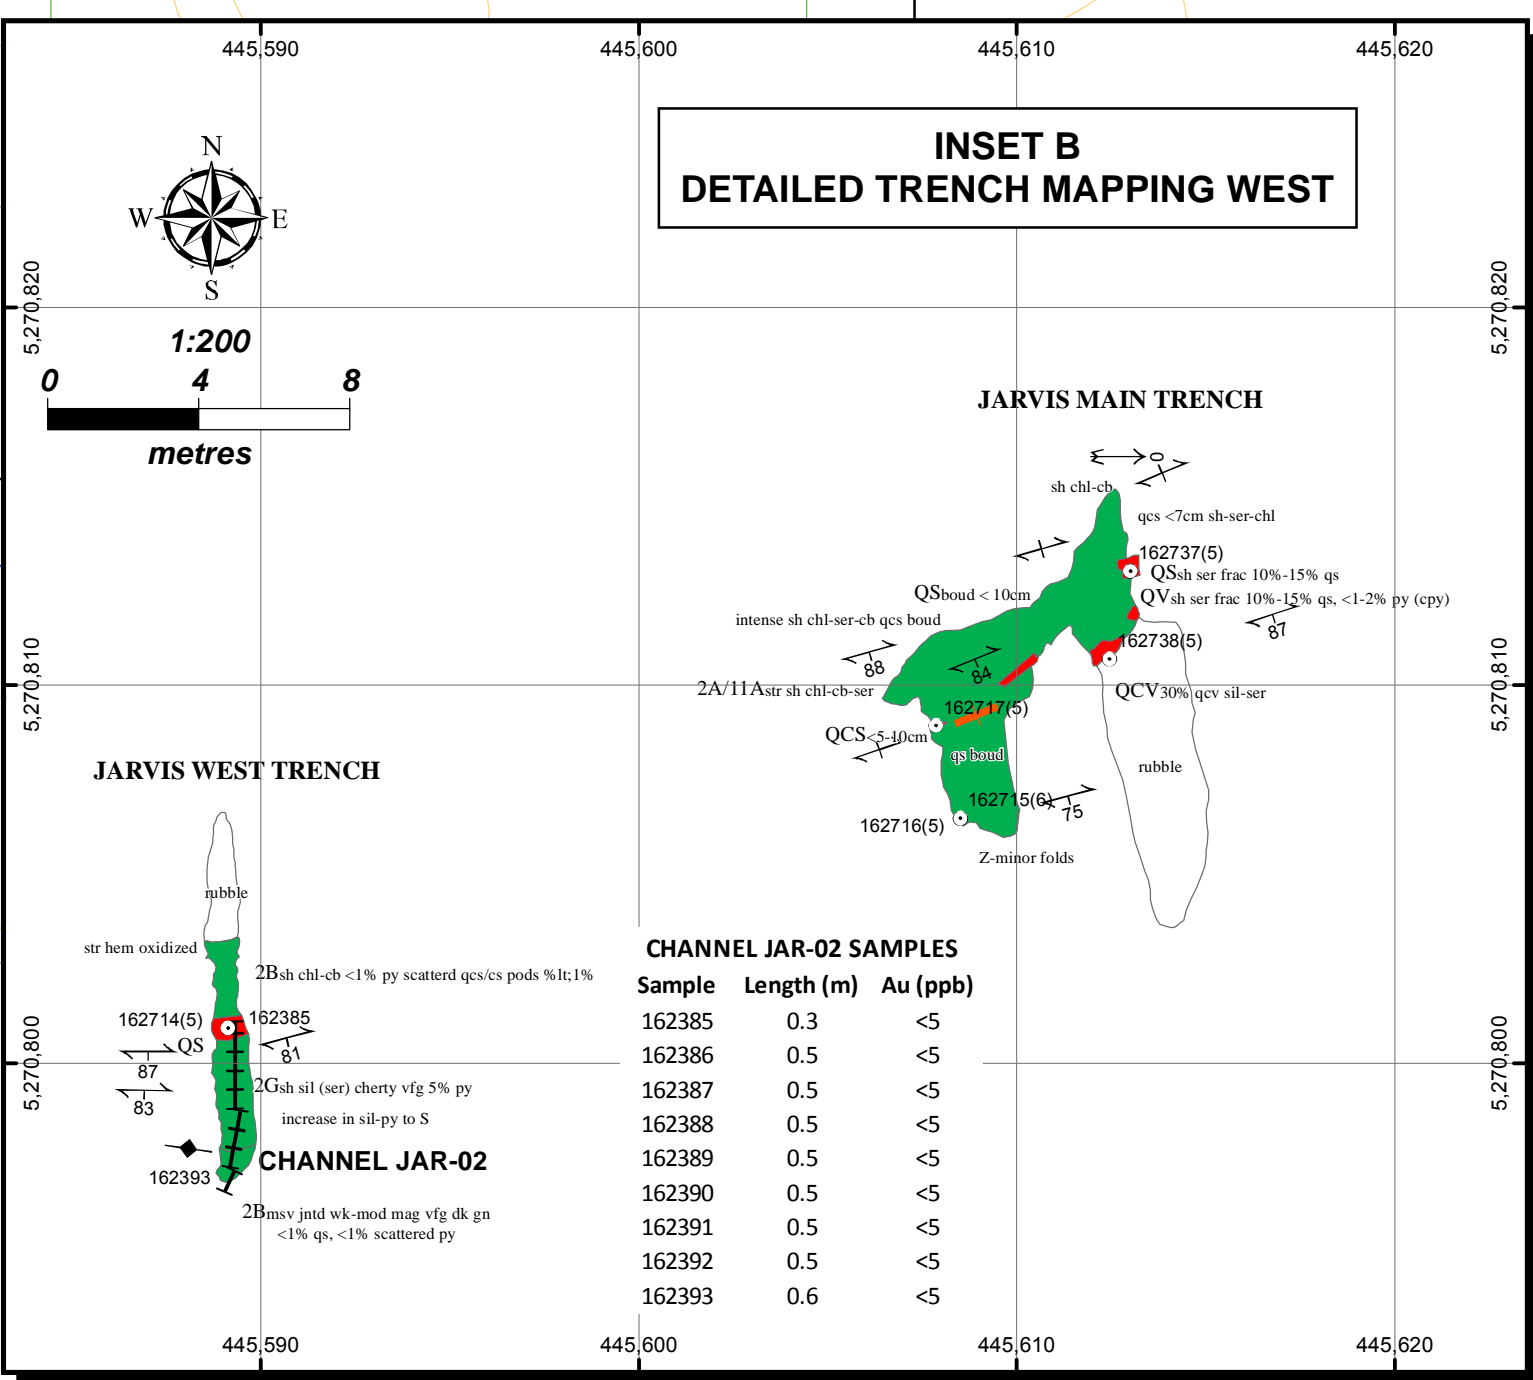 445,590 445,600 445,610 445,620
INSET B
DETAILED TRENCH MAPPING WEST
N
W E
S
5,270,820 5,270,820
1:200
0 4 8
metres
JARVIS MAIN TRENCH
0
sh chl-cb
qcs <7cm sh-ser-chl
162737(5)
QSsh ser frac 10%-15% qs
QSboud < 10cm
QVsh ser frac 10%-15% qs, <1-2% py (cpy)
intense sh chl-ser-cb qcs boud
87
162738(5)
88
84
5,270,810 5,270,810
2A/11Astr sh chl-cb-ser
QCV30% qcv sil-ser
162717(5)
QCS<5-10cm
qs boud
rubble
JARVIS WEST TRENCH
162715(6)
75
162716(5)
Z-minor folds
rubble
str hem oxidized
2Bsh chl-cb <1% py scatterd qcs/cs pods %lt;1%
162714(5)
162385
QS
81
87
5,270,800 5,270,800
2Gsh sil (ser) cherty vfg 5% py
83
increase in sil-py to S
CHANNEL JAR-02
162393
2Bmsv jntd wk-mod mag vfg dk gn
<1% qs, <1% scattered py
CHANNEL JAR-02 SAMPLES
Sample Length (m) Au (ppb)
162385 0.3 <5
162386 0.5 <5
162387 0.5 <5
162388 0.5 <5
162389 0.5 <5
162390 0.5 <5
162391 0.5 <5
162392 0.5 <5
162393 0.6 <5
445,590 445,600 445,610 445,620